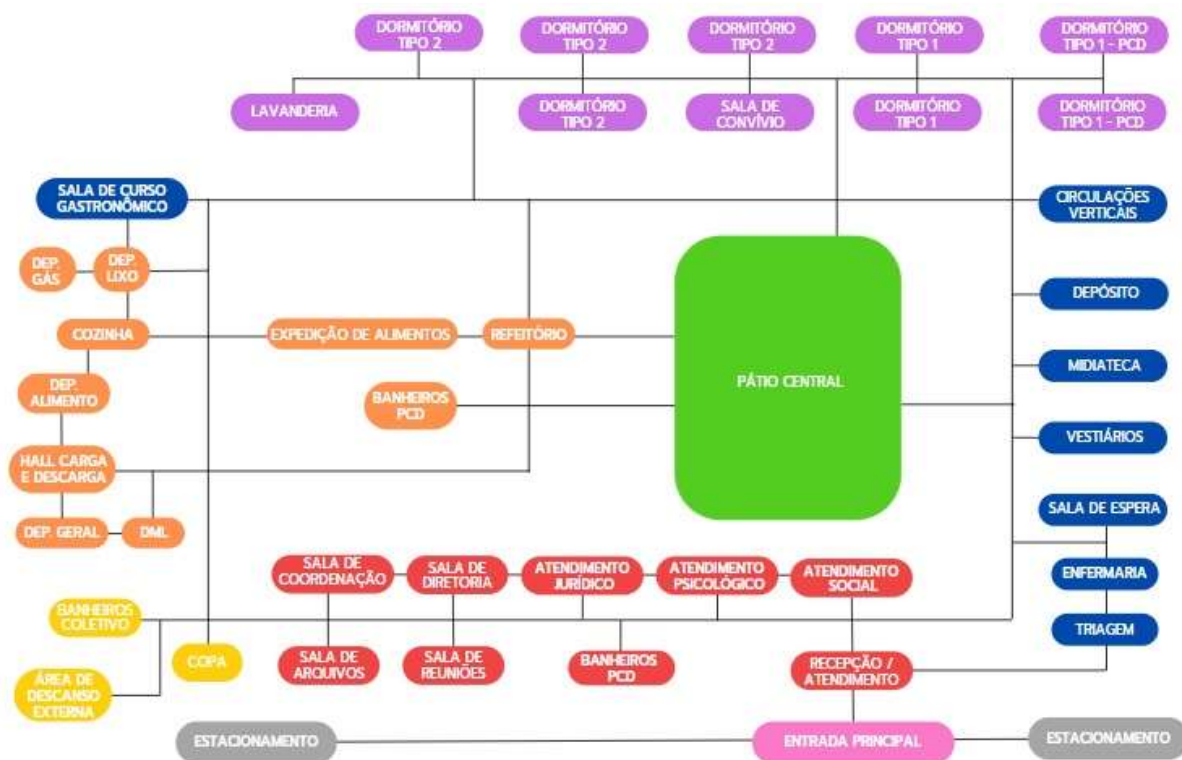 DORMITÓRIO
TIPO 2
DORMITÓRIO
TIPO 2
DORMITÓRIO
TIPO 2
DORMITÓRIO
TIPO 1
DORMITÓRIO
TIPO 1 - PCD
LAVANDERIA
DORMITÓRIO
TIPO 2
SALA DE
CONVÍVIO
DORMITÓRIO
TIPO 1
DORMITÓRIO
TIPO 1 - PCD
SALA DE CURSO
GASTRONÔMICO
CIRCULAÇÕES
VERTICAIS
DEP.
GÁS
DEP.
LIXO
DEPÓSITO
COZINHA
EXPEDIÇÃO DE ALIMENTOS
REFEITÓRIO
MIDIATECA
PÁTIO CENTRAL
DEP.
ALIMENTO
BANHEIROS
PCD
VESTIÁRIOS
HALL CARGA
E DESCARGA
SALA DE ESPERA
DEP. GERAL
DML
SALA DE
COORDENAÇÃO
SALA DE
DIRETORIA
ATENDIMENTO
JURÍDICO
ATENDIMENTO
PSICOLÓGICO
ATENDIMENTO
SOCIAL
ENFERMARIA
BANHEIROS
COLETIVO
TRIAGEM
COPA
SALA DE
ARQUIVOS
SALA DE
REUNIÕES
BANHEIROS
PCD
RECEPÇÃO /
ATENDIMENTO
ÁREA DE
DESCANSO
EXTERNA
ESTACIONAMENTO
ENTRADA PRINCIPAL
ESTACIONAMENTO